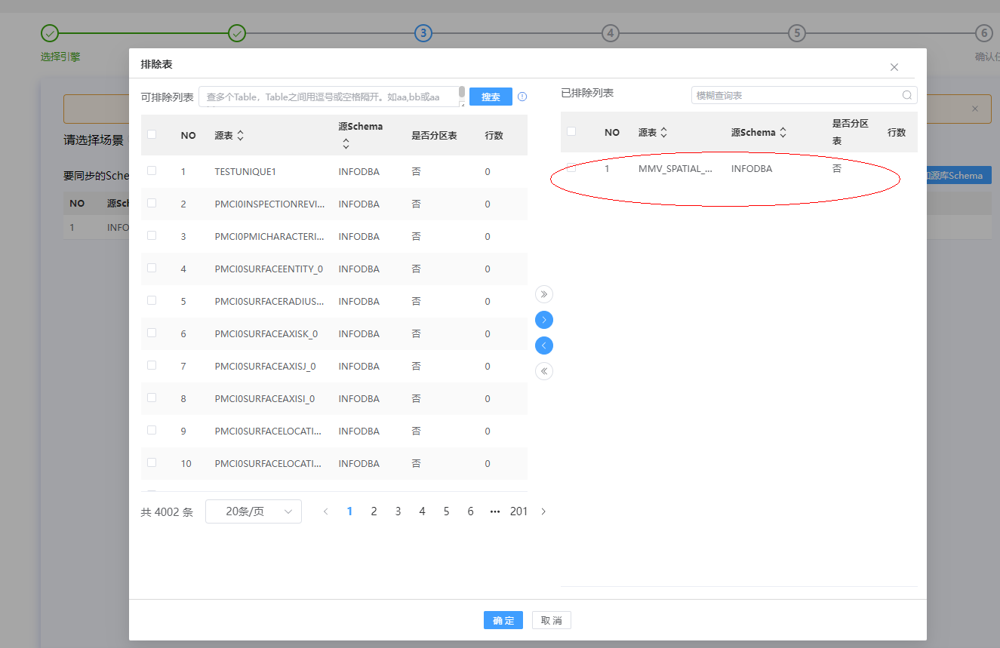 3 4 5 6
选择引擎
确认任
排除表
可排除列表 查多个Table，Table之间用逗号或空格隔开。如aa,bb或aa 搜索
已排除列表 模糊查询表
请选择场景
要同步的Sche
源库Schema
NO 源Sch
1 INFO
NO 源表 源Schema 是否分区表 行数
1 TESTUNIQUE1 INFODBA 否 0
2 PMCI0INSPECTIONREVI... INFODBA 否 0
3 PMCI0PMICHARACTERI... INFODBA 否 0
4 PMCI0SURFACEENTITY_0 INFODBA 否 0
5 PMCI0SURFACERADIUS... INFODBA 否 0
6 PMCI0SURFACEAXISK_0 INFODBA 否 0
7 PMCI0SURFACEAXISJ_0 INFODBA 否 0
8 PMCI0SURFACEAXISI_0 INFODBA 否 0
9 PMCI0SURFACELOCATI... INFODBA 否 0
10 PMCI0SURFACELOCATI... INFODBA 否 0
共 4002 条 20条/页 1 2 3 4 5 6 ••• 201
NO 源表 源Schema 是否分区表 行数
1 MMV_SPATIAL_... INFODBA 否
确 定 取 消